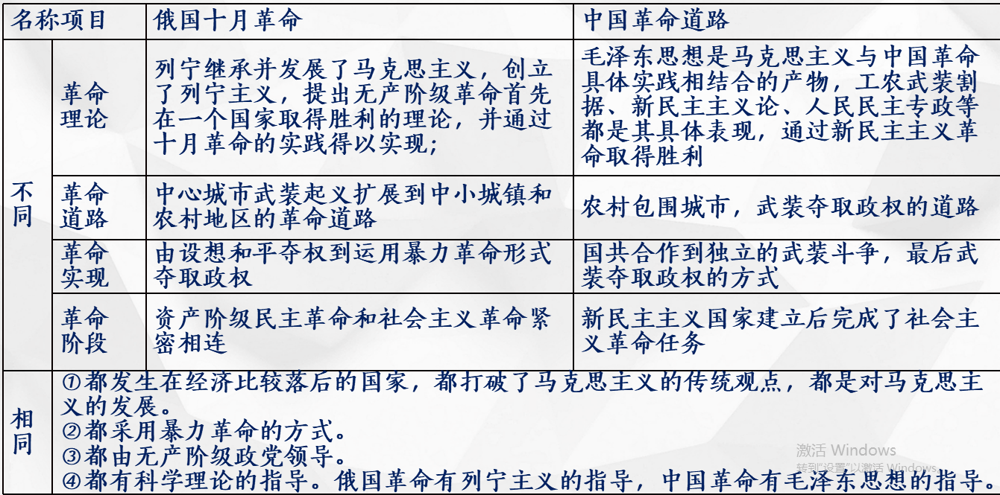 名称项目
俄国十月革命
中国革命道路
不同
革命
理论
列宁继承并发展了马克思主义，创立
了列宁主义，提出无产阶级革命首先
在一个国家取得胜利的理论，并通过
十月革命的实践得以实现；
毛泽东思想是马克思主义与中国革命
具体实践相结合的产物，工农武装割
据、新民主主义论、人民民主专政等
都是其具体表现，通过新民主主义革
命取得胜利
革命
道路
中心城市武装起义扩展到中小城镇和
农村地区的革命道路
农村包围城市，武装夺取政权的道路
革命
实现
由设想和平夺权到运用暴力革命形式
夺取政权
国共合作到独立的武装斗争，最后武
装夺取政权的方式
革命
阶段
资产阶级民主革命和社会主义革命紧
密相连
新民主主义国家建立后完成了社会主
义革命任务
相同
①都发生在经济比较落后的国家，都打破了马克思主义的传统观点，都是对马克思主
义的发展。
②都采用暴力革命的方式。
③都由无产阶级政党领导。
④都有科学理论的指导。俄国革命有列宁主义的指导，中国革命有毛泽东思想的指导。
激活 Windows
转到“设置”以激活 Windows。